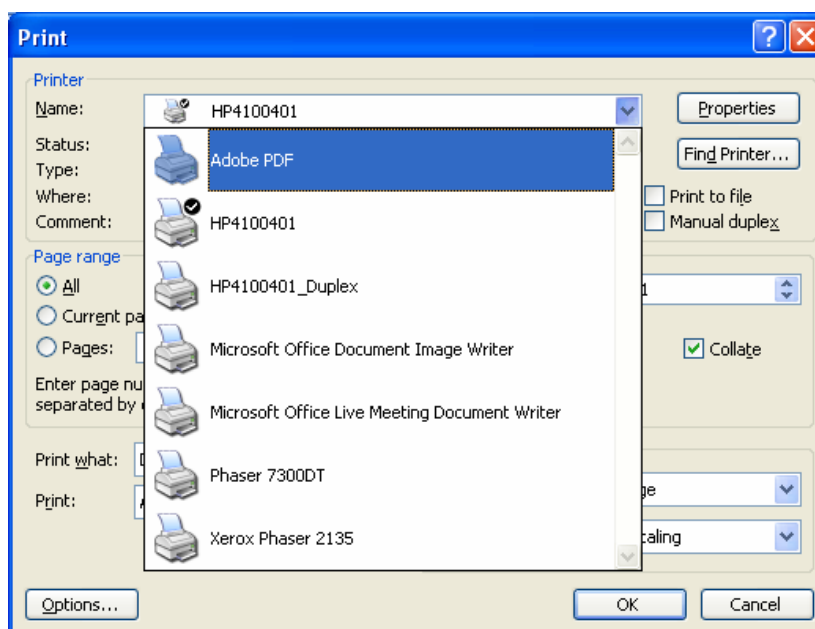 Print
Printer
Name:
HP4100401
Properties
Status:
Adobe PDF
Find Printer...
Type:
Where:
Print to file
Comment:
HP4100401
Manual duplex
Page range
All
HP4100401_Duplex
1
Current pa
Pages:
Microsoft Office Document Image Writer
Collate
Enter page nu
separated by
Microsoft Office Live Meeting Document Writer
Print what:
Phaser 7300DT
ge
Print:
Xerox Phaser 2135
caling
Options...
OK
Cancel